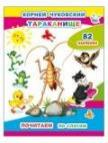 КОРНЕЙ ЧУКОВСКИЙ
ТАРАКАНИЩЕ
82
НАКЛЕЙКИ
ПОЧИТАЕМ
ПО СЛОГАМ